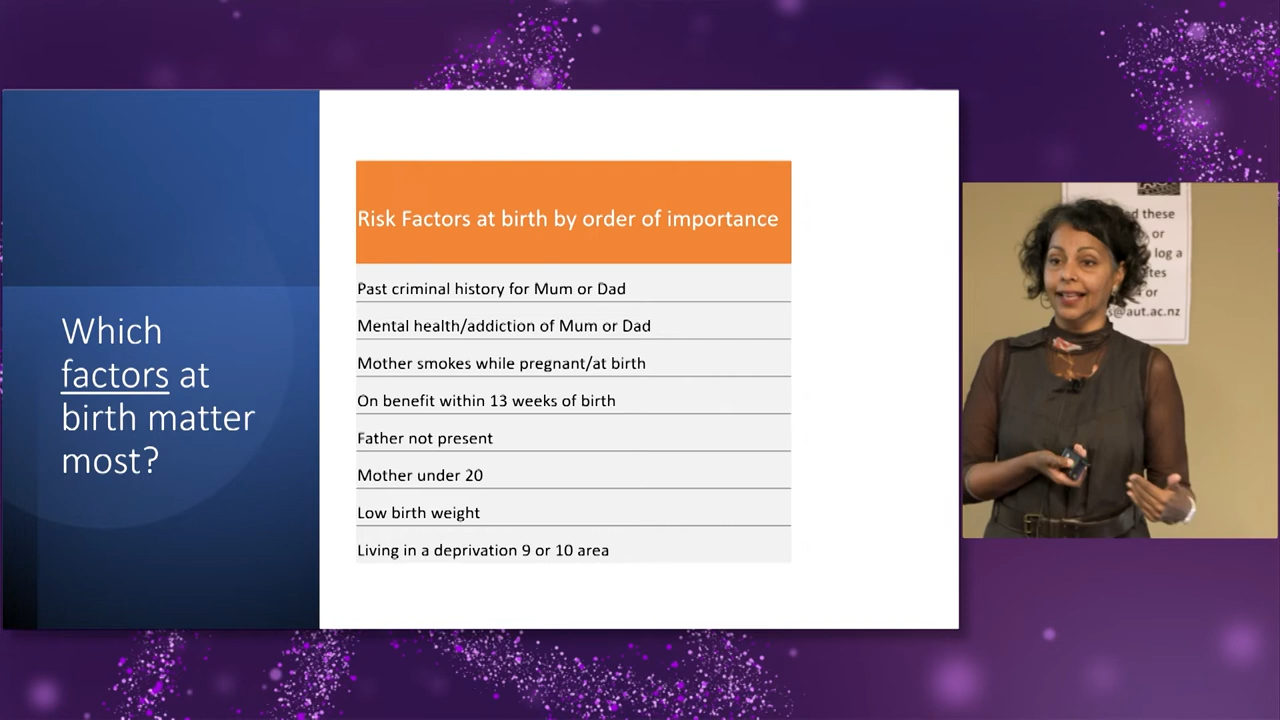 Which
factors at
birth matter
most?
Risk Factors at birth by order of importance
Past criminal history for Mum or Dad
Mental health/addiction of Mum or Dad
Mother smokes while pregnant/at birth
On benefit within 13 weeks of birth
Father not present
Mother under 20
Low birth weight
Living in a deprivation 9 or 10 area
these
or
log a
or
@aut.ac.nz